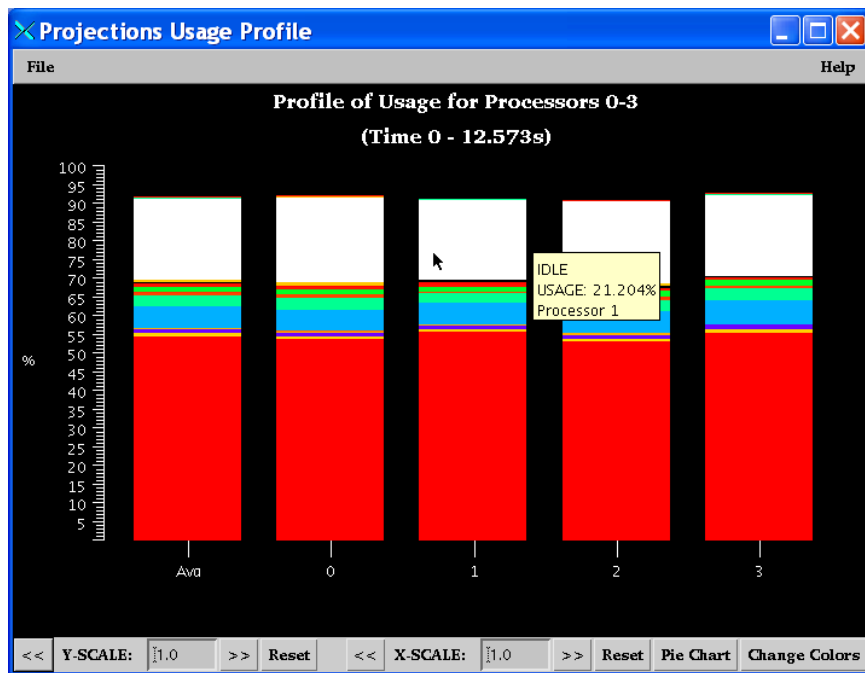 Projections Usage Profile
File Help
Profile of Usage for Processors 0-3
(Time 0 - 12.573s)
100
95
90
85
80
75
70
65
60
55
50
45
40
35
30
25
20
15
10
5
%
IDLE
USAGE: 21.204%
Processor 1
Ava 0 1 2 3
<< Y-SCALE: 1.0 >> Reset << X-SCALE: 1.0 >> Reset Pie Chart Change Colors